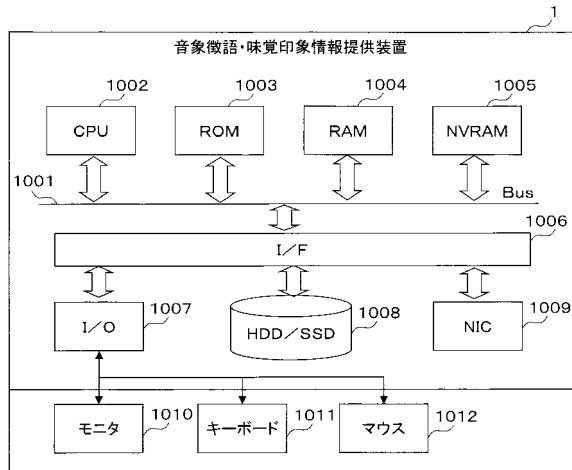 1
音象徴語・味覚印象情報提供装置
1002 1003 1004 1005
CPU ROM RAM NVRAM
1001 Bus
1006
I/F
1007 1008 1009
I/O HDD/SSD NIC
モニタ 1010 キーボード 1011 マウス 1012